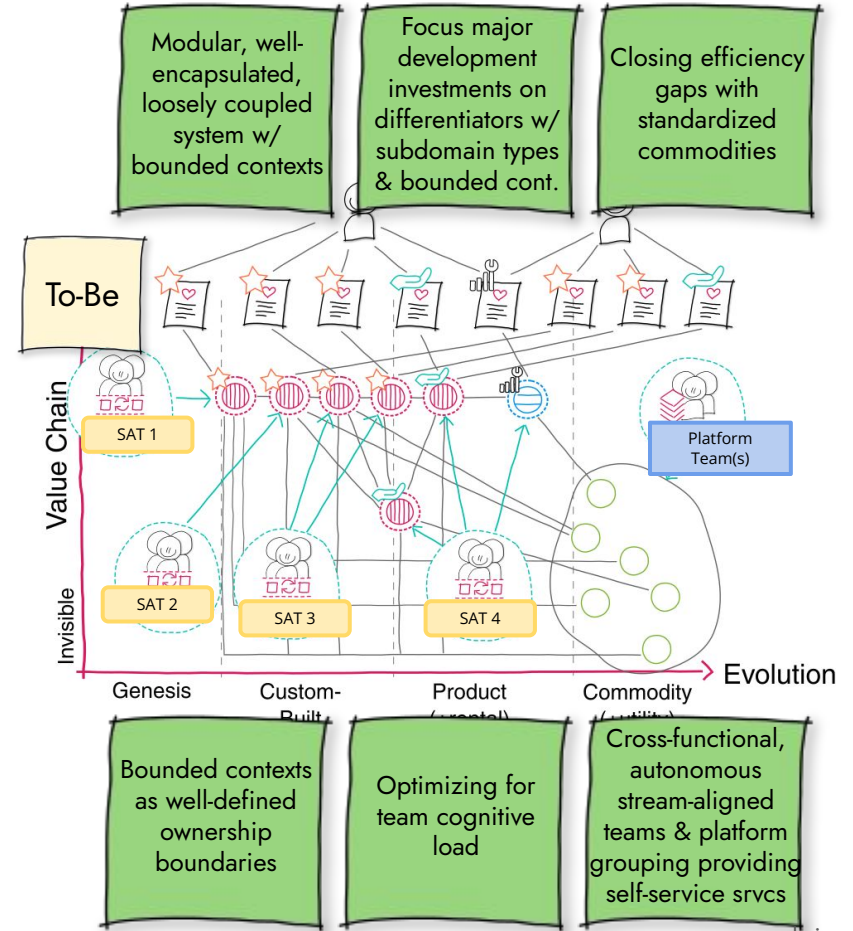 Modular, well-
encapsulated,
loosely coupled
system w/
bounded contexts
Focus major
development
investments on
differentiators w/
subdomain types
& bounded cont.
Closing efficiency
gaps with
standardized
commodities
To-Be
Value Chain
Invisible
SAT 1
Platform
Team(s)
SAT 2
SAT 3
SAT 4
Evolution
Genesis
Custom-
Built
Product
(+rental)
Commodity
(+utility)
Bounded contexts
as well-defined
ownership
boundaries
Optimizing for
team cognitive
load
Cross-functional,
autonomous
stream-aligned
teams & platform
grouping providing
self-service srvcs